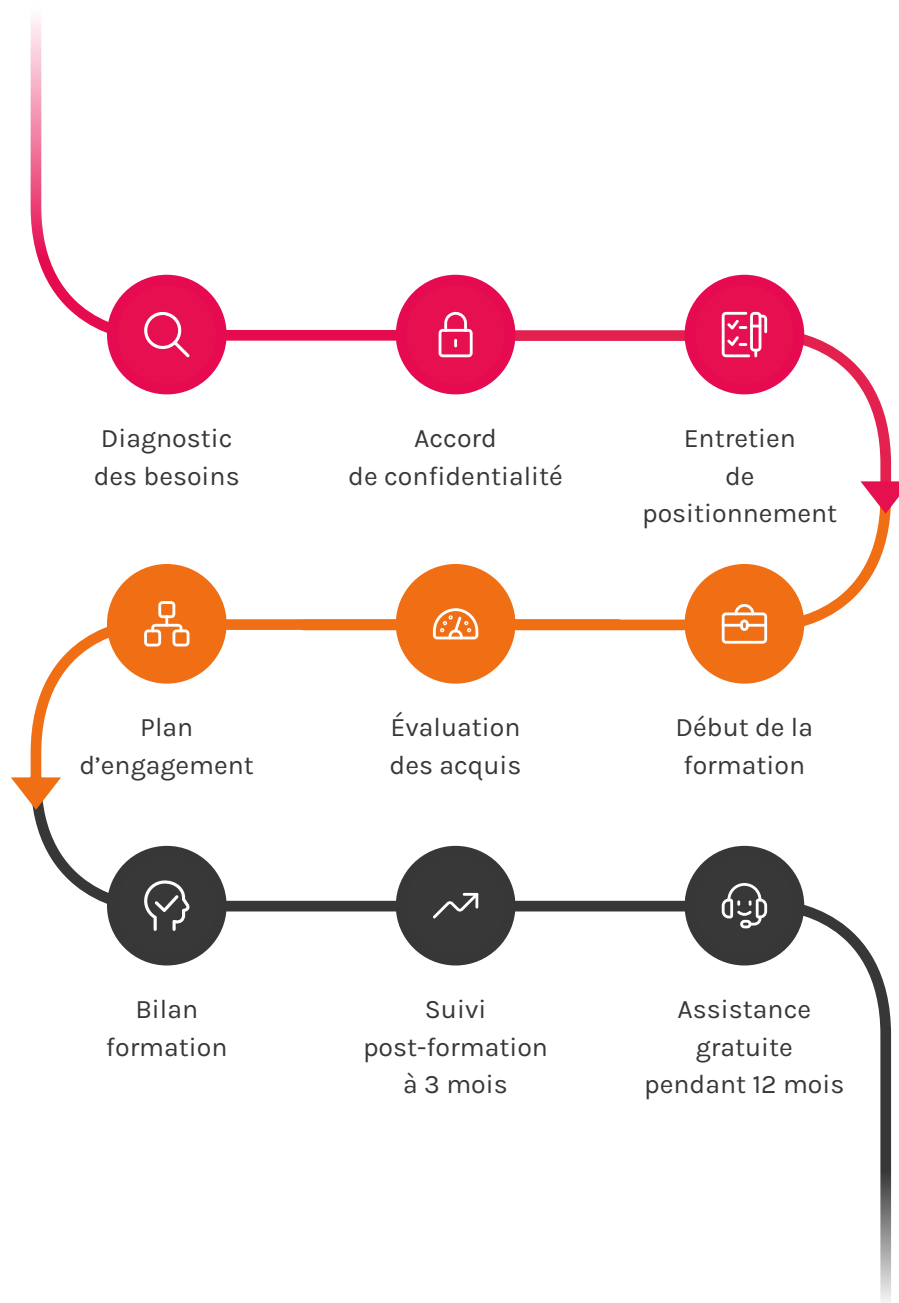 Diagnostic
des besoins
Accord
de confidentialité
Entretien
de
positionnement
Début de la
formation
Évaluation
des acquis
Plan
d’engagement
Bilan
formation
Suivi
post-formation
à 3 mois
Assistance
gratuite
pendant 12 mois